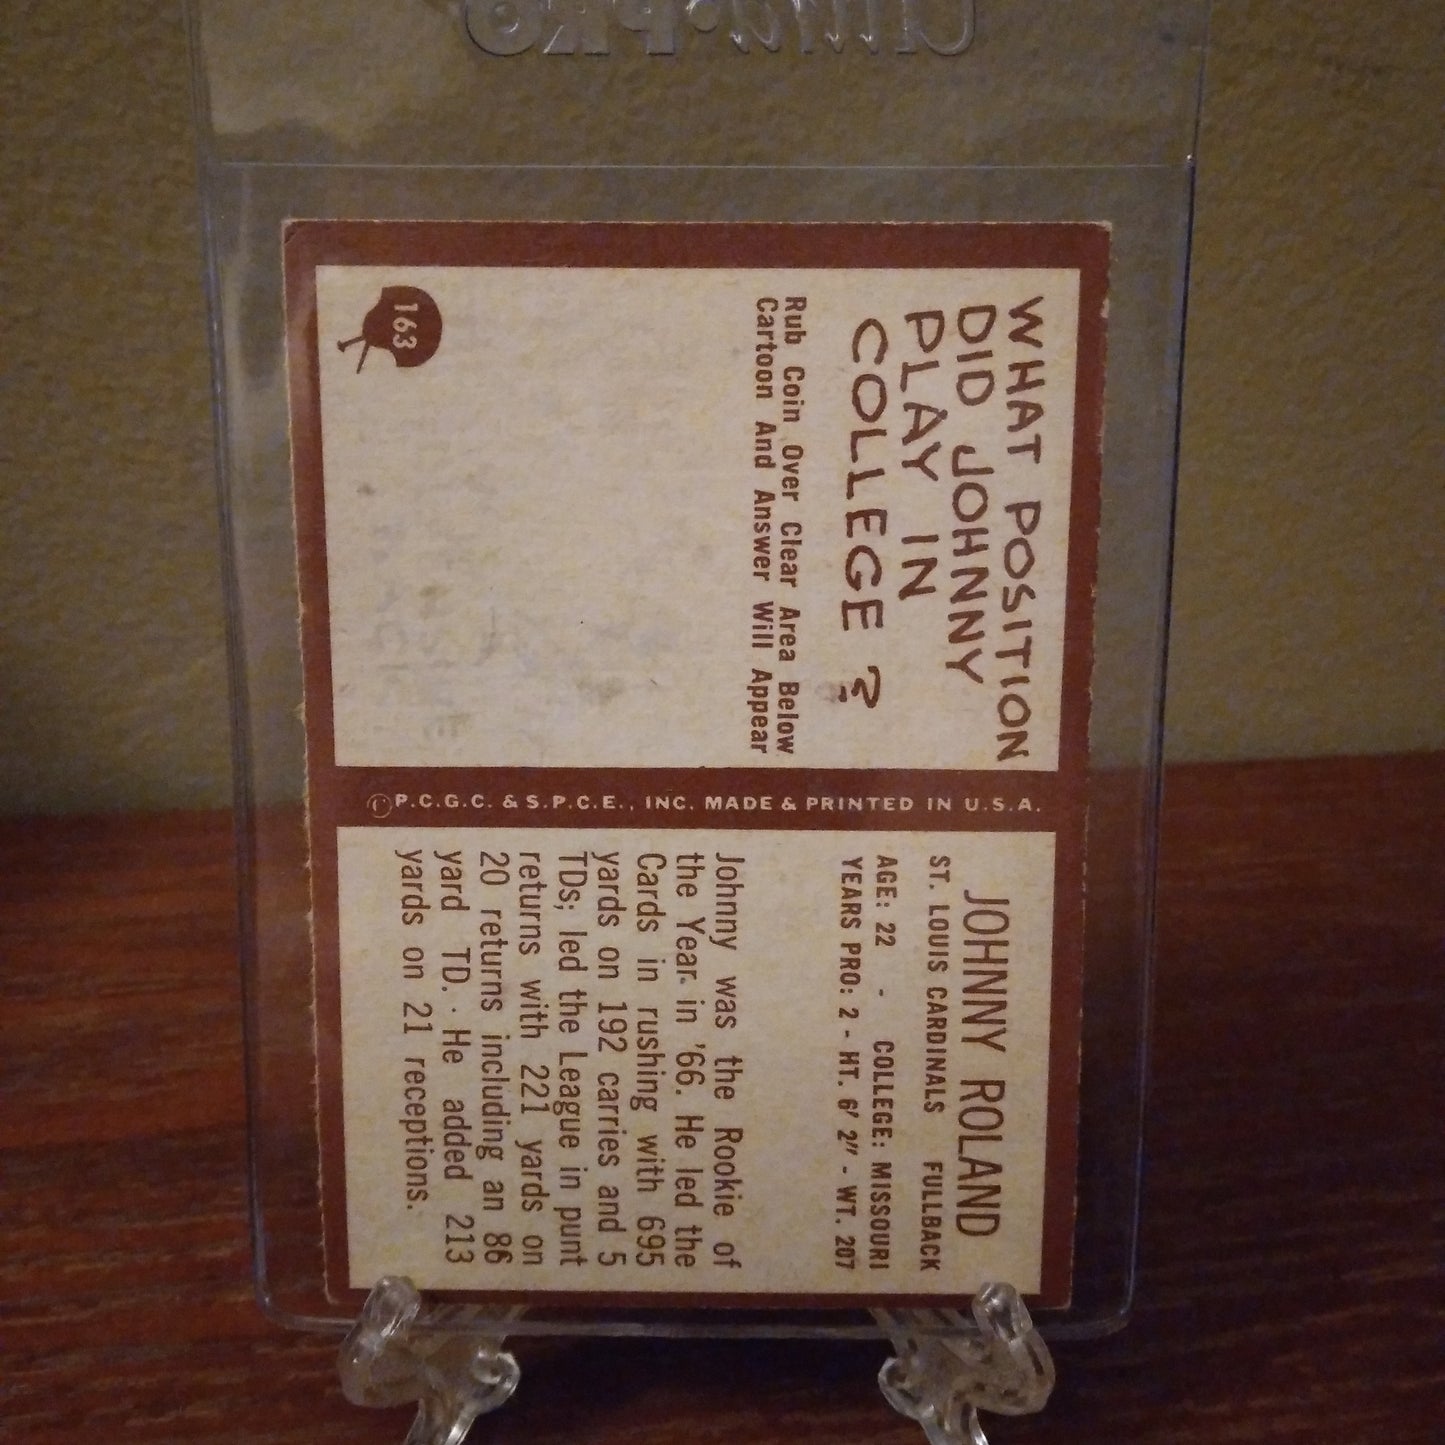 ultra•PRO
WHAT POSITION
DID JOHNNY
PLAY IN
COLLEGE ?
Rub Coin Over Clear Area Below
Cartoon And Answer Will Appear
163
© P.C.G.C. & S.P.C.E., INC. MADE & PRINTED IN U.S.A.
JOHNNY ROLAND
ST. LOUIS CARDINALS FULLBACK
AGE: 22 - COLLEGE: MISSOURI
YEARS PRO: 2 - HT. 6' 2" - WT. 207
Johnny was the Rookie of
the Year in '66. He led the
Cards in rushing with 695
yards on 192 carries and 5
TDs; led the League in punt
returns with 221 yards on
20 returns including an 86
yard TD. He added 213
yards on 21 receptions.